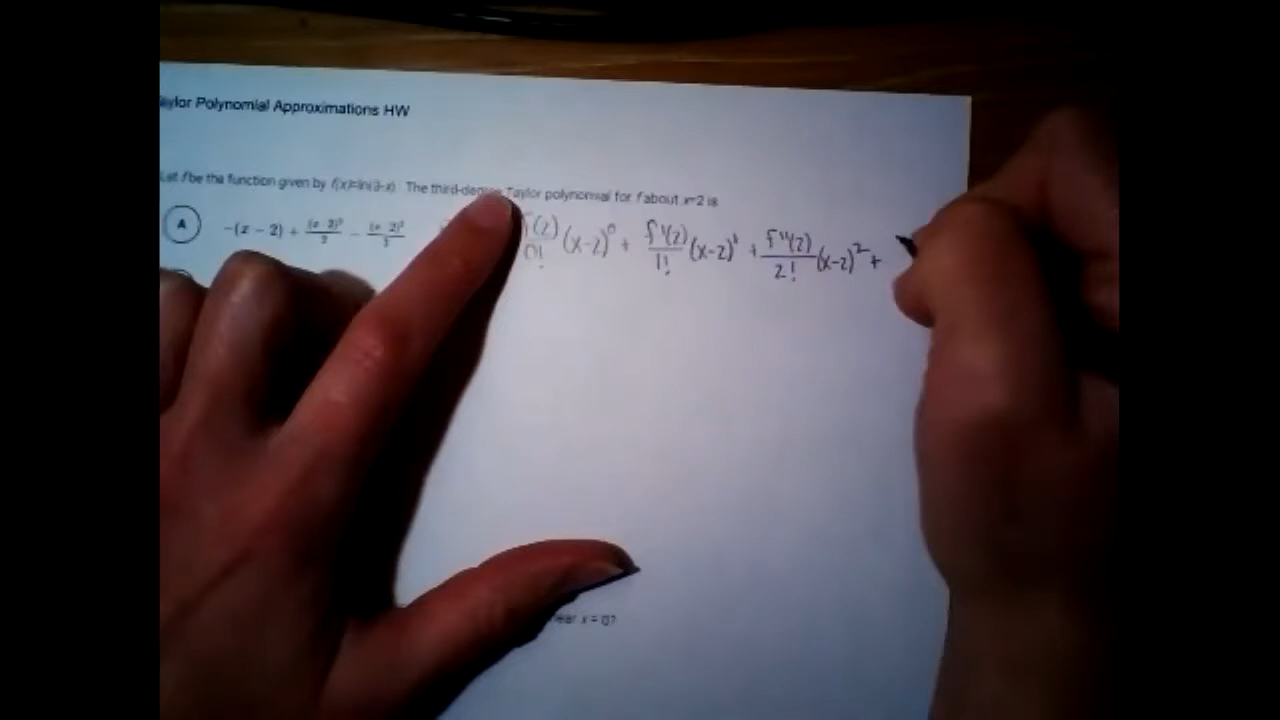 aylor Polynomial Approximations HW
Let f be the function given by f(x)=ln(3-x). The third-degree Taylor polynomial for f about x=2 is
A −(x − 2) + (x−2)²/2 − (x−2)³/3
f(2)/0! (x-2)⁰ + f'(2)/1! (x-2)¹ + f''(2)/2! (x-2)² +
near x = 0?